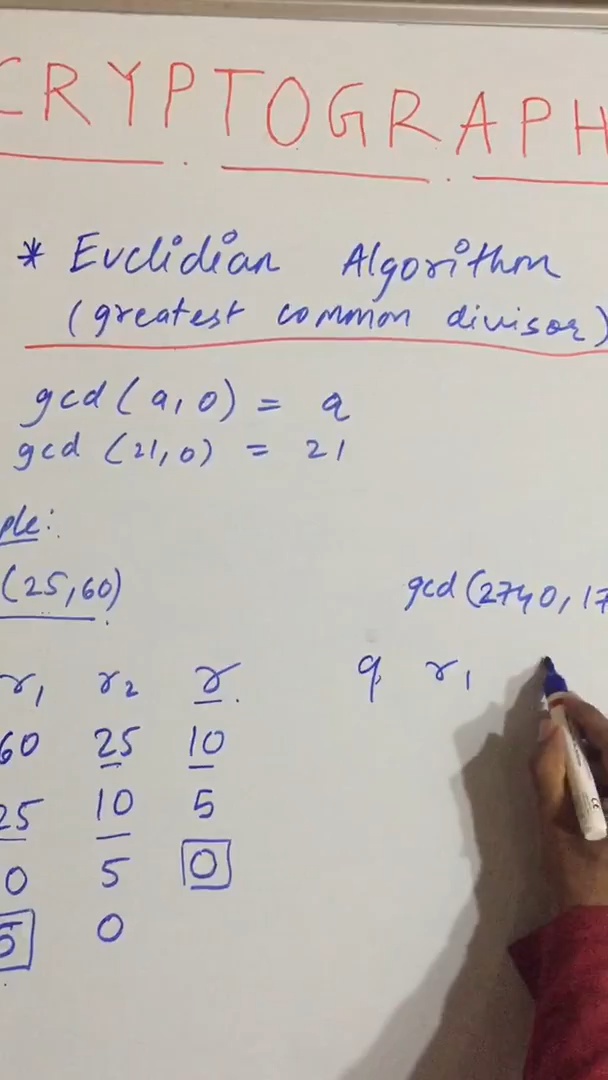 CRYPTOGRAPH
* Euclidian Algorithm
(greatest common divisor)
gcd (a, 0) = a
gcd (21, 0) = 21
ple:
(25, 60)
gcd (2740, 17
r1 r2 r
60 25 10
25 10 5
0 5 0
5 0
q r1